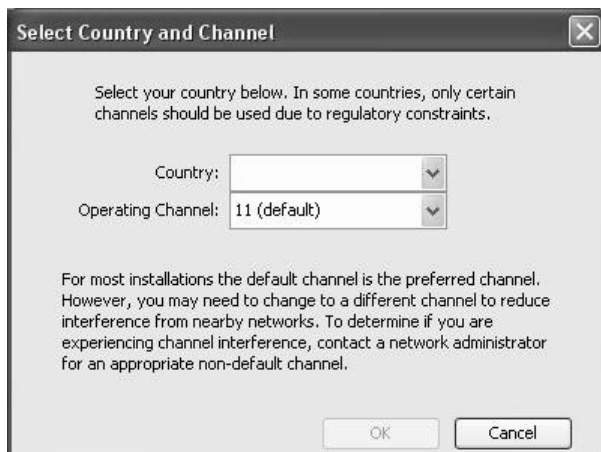 Select Country and Channel
Select your country below. In some countries, only certain
channels should be used due to regulatory constraints.
Country:
Operating Channel: 11 (default)
For most installations the default channel is the preferred channel.
However, you may need to change to a different channel to reduce
interference from nearby networks. To determine if you are
experiencing channel interference, contact a network administrator
for an appropriate non-default channel.
OK Cancel